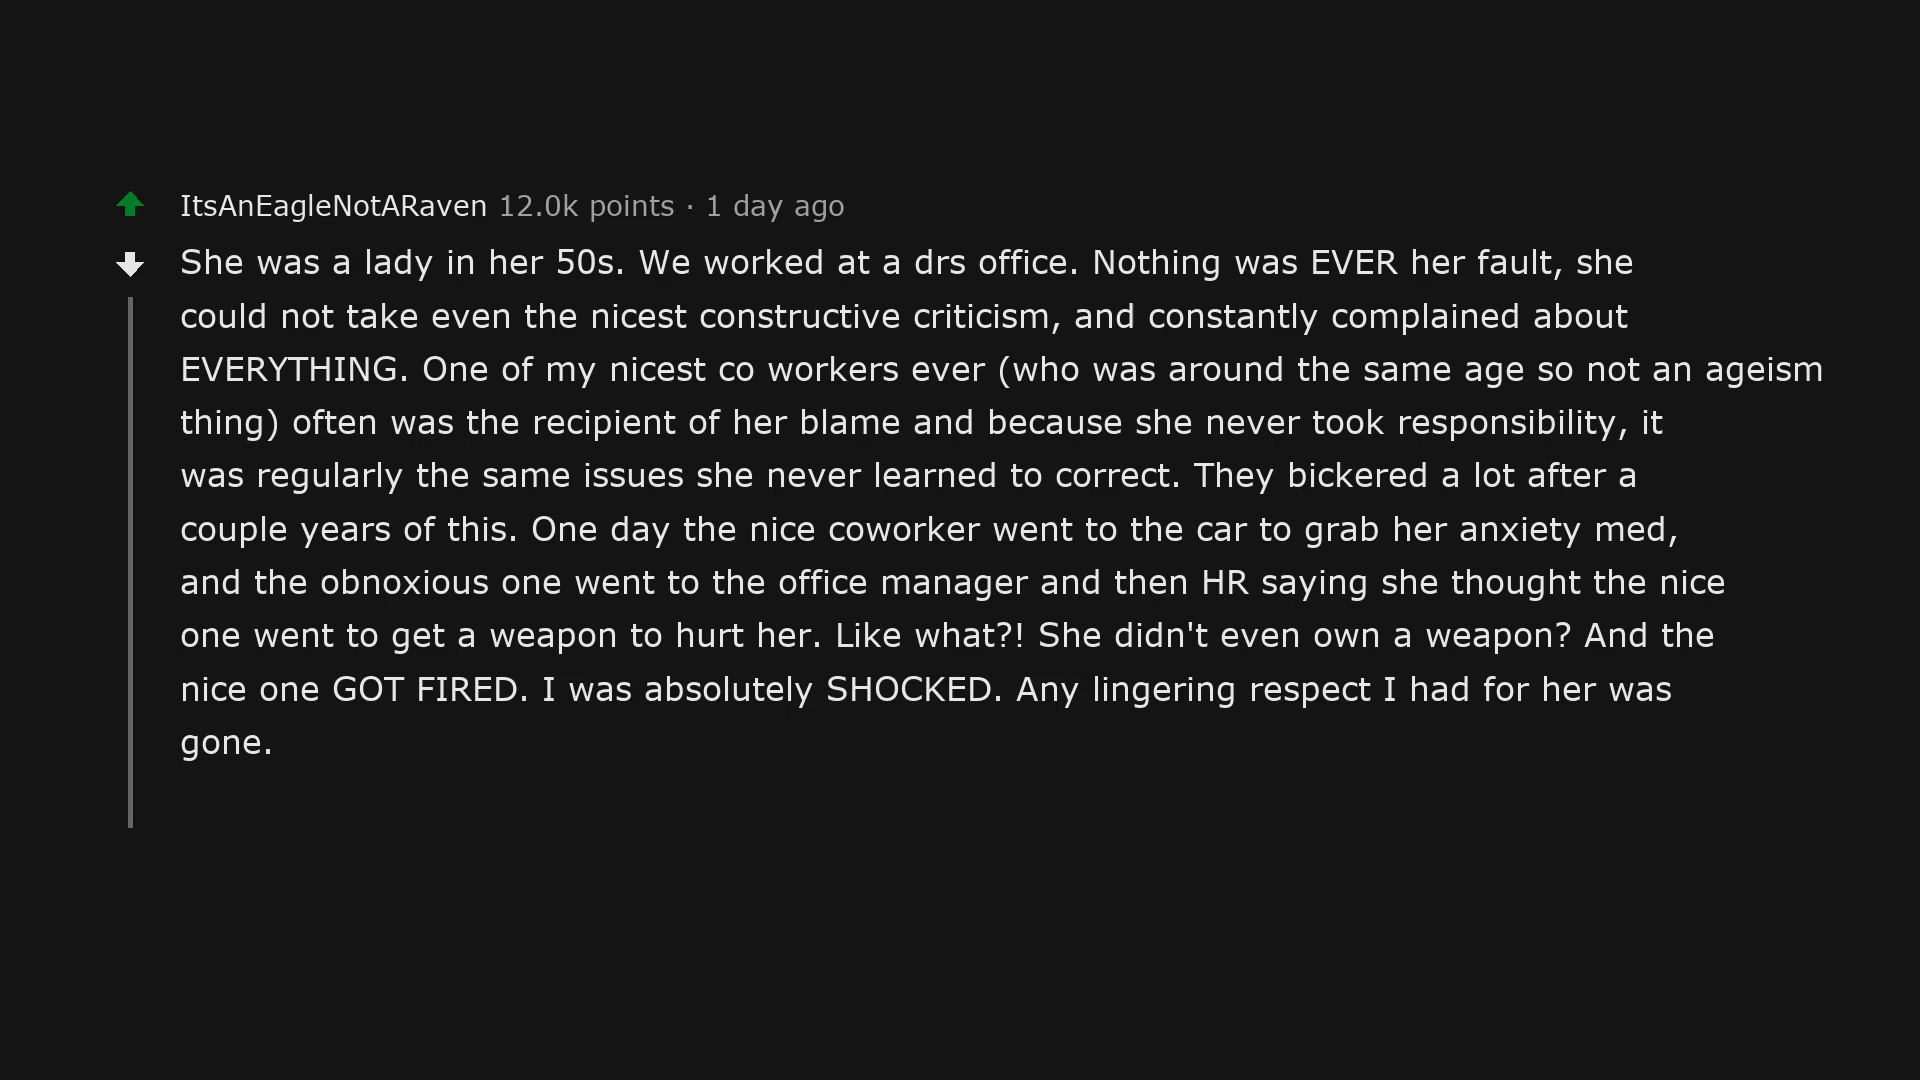 ItsAnEagleNotARaven 12.0k points · 1 day ago
She was a lady in her 50s. We worked at a drs office. Nothing was EVER her fault, she
could not take even the nicest constructive criticism, and constantly complained about
EVERYTHING. One of my nicest co workers ever (who was around the same age so not an ageism
thing) often was the recipient of her blame and because she never took responsibility, it
was regularly the same issues she never learned to correct. They bickered a lot after a
couple years of this. One day the nice coworker went to the car to grab her anxiety med,
and the obnoxious one went to the office manager and then HR saying she thought the nice
one went to get a weapon to hurt her. Like what?! She didn't even own a weapon? And the
nice one GOT FIRED. I was absolutely SHOCKED. Any lingering respect I had for her was
gone.